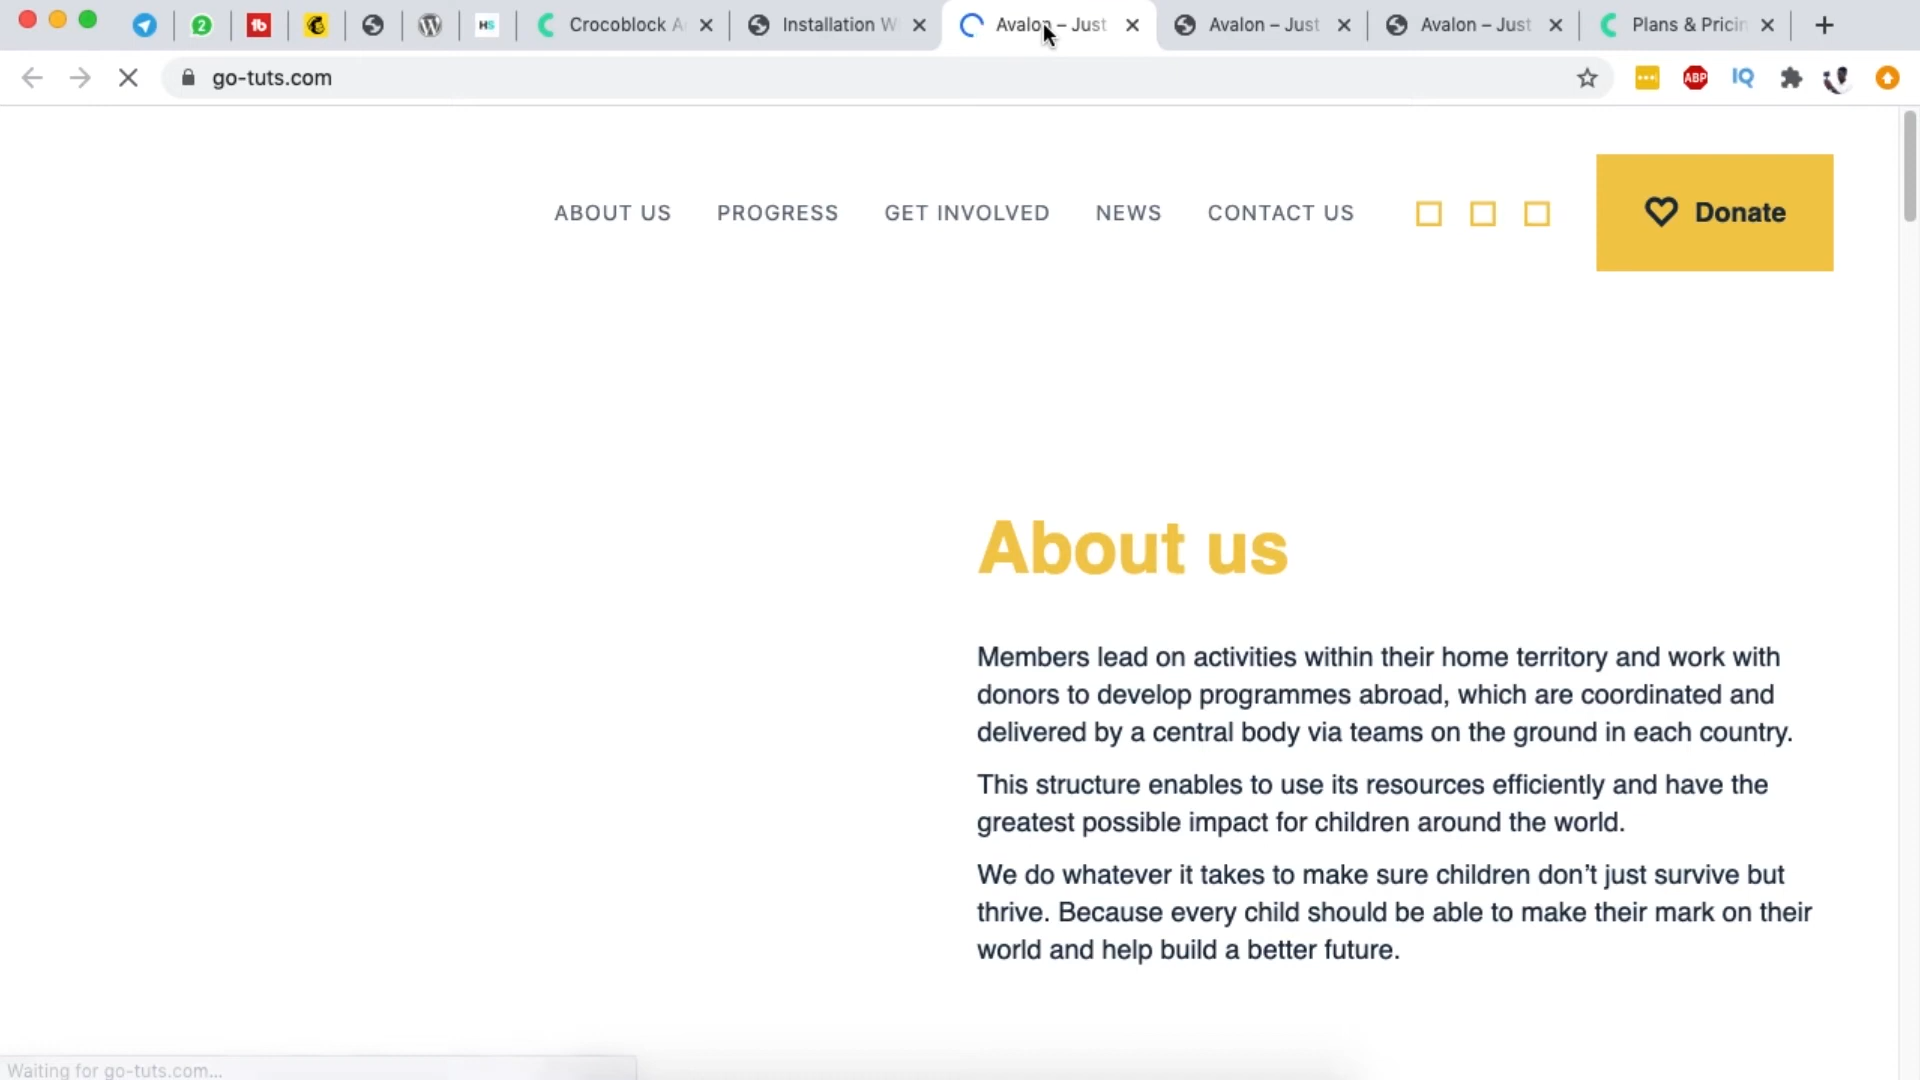 2
1b
HS
Crocoblock A
Installation W
Avalon – Just
Avalon – Just
Avalon – Just
Plans & Pricin
go-tuts.com
ABP
IQ
ABOUT US
PROGRESS
GET INVOLVED
NEWS
CONTACT US
Donate
About us
Members lead on activities within their home territory and work with
donors to develop programmes abroad, which are coordinated and
delivered by a central body via teams on the ground in each country.
This structure enables to use its resources efficiently and have the
greatest possible impact for children around the world.
We do whatever it takes to make sure children don’t just survive but
thrive. Because every child should be able to make their mark on their
world and help build a better future.
Waiting for go-tuts.com...